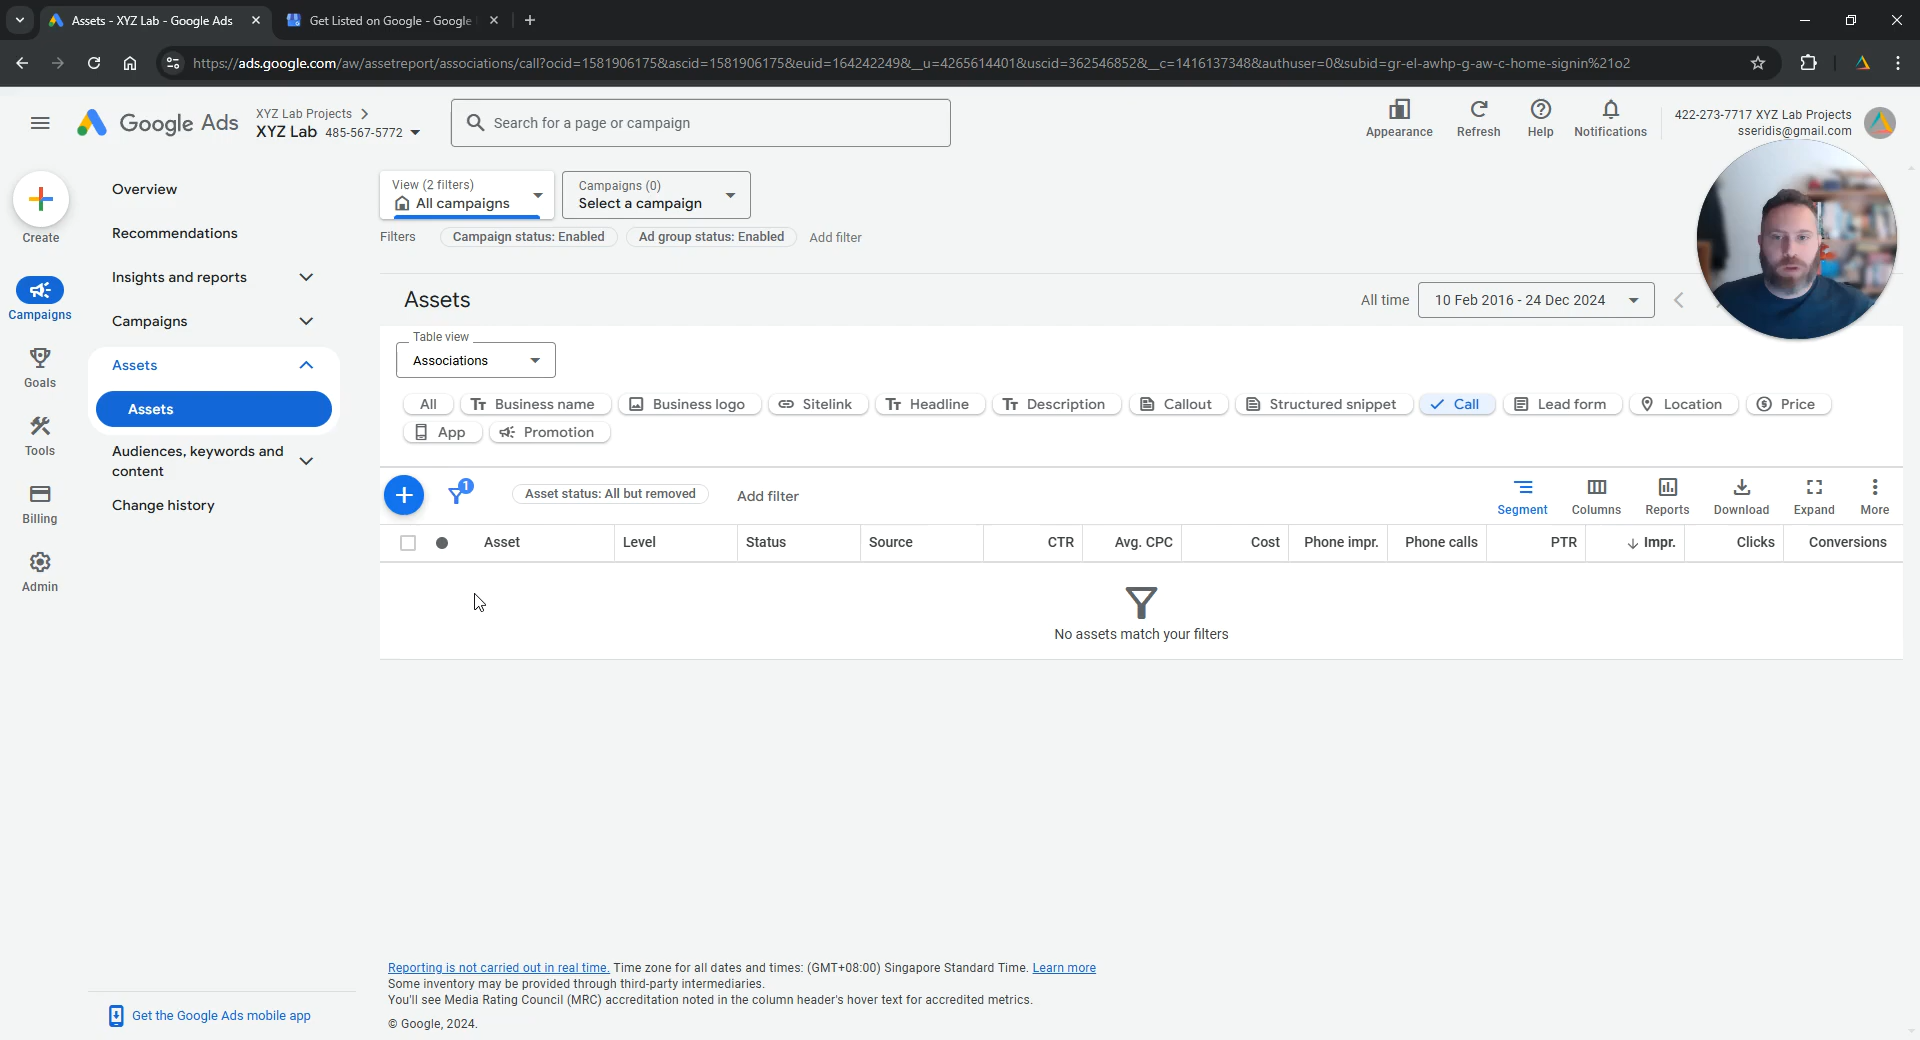 Assets - XYZ Lab - Google Ads
Get Listed on Google - Google
https://ads.google.com/aw/assetreport/associations/call?ocid=1581906175&ascid=1581906175&euid=164242249&__u=4265614401&uscid=362546852&__c=1416137348&authuser=0&subid=gr-el-awhp-g-aw-c-home-signin%21o2
Google Ads
XYZ Lab Projects
XYZ Lab 485-567-5772
Search for a page or campaign
Appearance
Refresh
Help
Notifications
422-273-7717 XYZ Lab Projects
sseridis@gmail.com
Create
Campaigns
Goals
Tools
Billing
Admin
Overview
Recommendations
Insights and reports
Campaigns
Assets
Assets
Audiences, keywords and
content
Change history
Get the Google Ads mobile app
View (2 filters)
All campaigns
Campaigns (0)
Select a campaign
Filters
Campaign status: Enabled
Ad group status: Enabled
Add filter
Assets
All time
10 Feb 2016 - 24 Dec 2024
Table view
Associations
All
Business name
Business logo
Sitelink
Headline
Description
Callout
Structured snippet
Call
Lead form
Location
Price
App
Promotion
1
Asset status: All but removed
Add filter
Segment
Columns
Reports
Download
Expand
More
Asset
Level
Status
Source
CTR
Avg. CPC
Cost
Phone impr.
Phone calls
PTR
Impr.
Clicks
Conversions
No assets match your filters
Reporting is not carried out in real time. Time zone for all dates and times: (GMT+08:00) Singapore Standard Time. Learn more
Some inventory may be provided through third-party intermediaries.
You'll see Media Rating Council (MRC) accreditation noted in the column header's hover text for accredited metrics.
© Google, 2024.